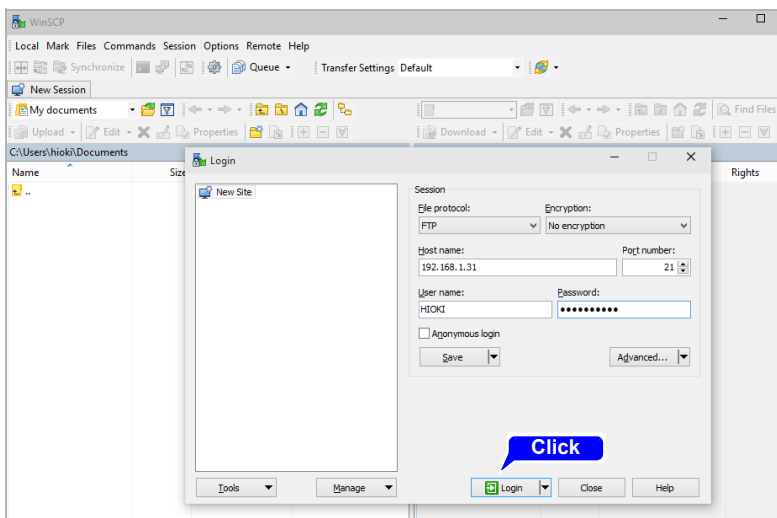 WinSCP
Local Mark Files Commands Session Options Remote Help
Synchronize Queue Transfer Settings Default
New Session
My documents Find Files
Upload Edit Properties Download Edit Properties
C:\Users\hioki\Documents
Name Size Rights
..
Login
New Site
Session
File protocol: Encryption:
FTP No encryption
Host name: Port number:
192.168.1.31 21
User name: Password:
HIOKI ••••••••••
Anonymous login
Save Advanced...
Click
Tools Manage Login Close Help